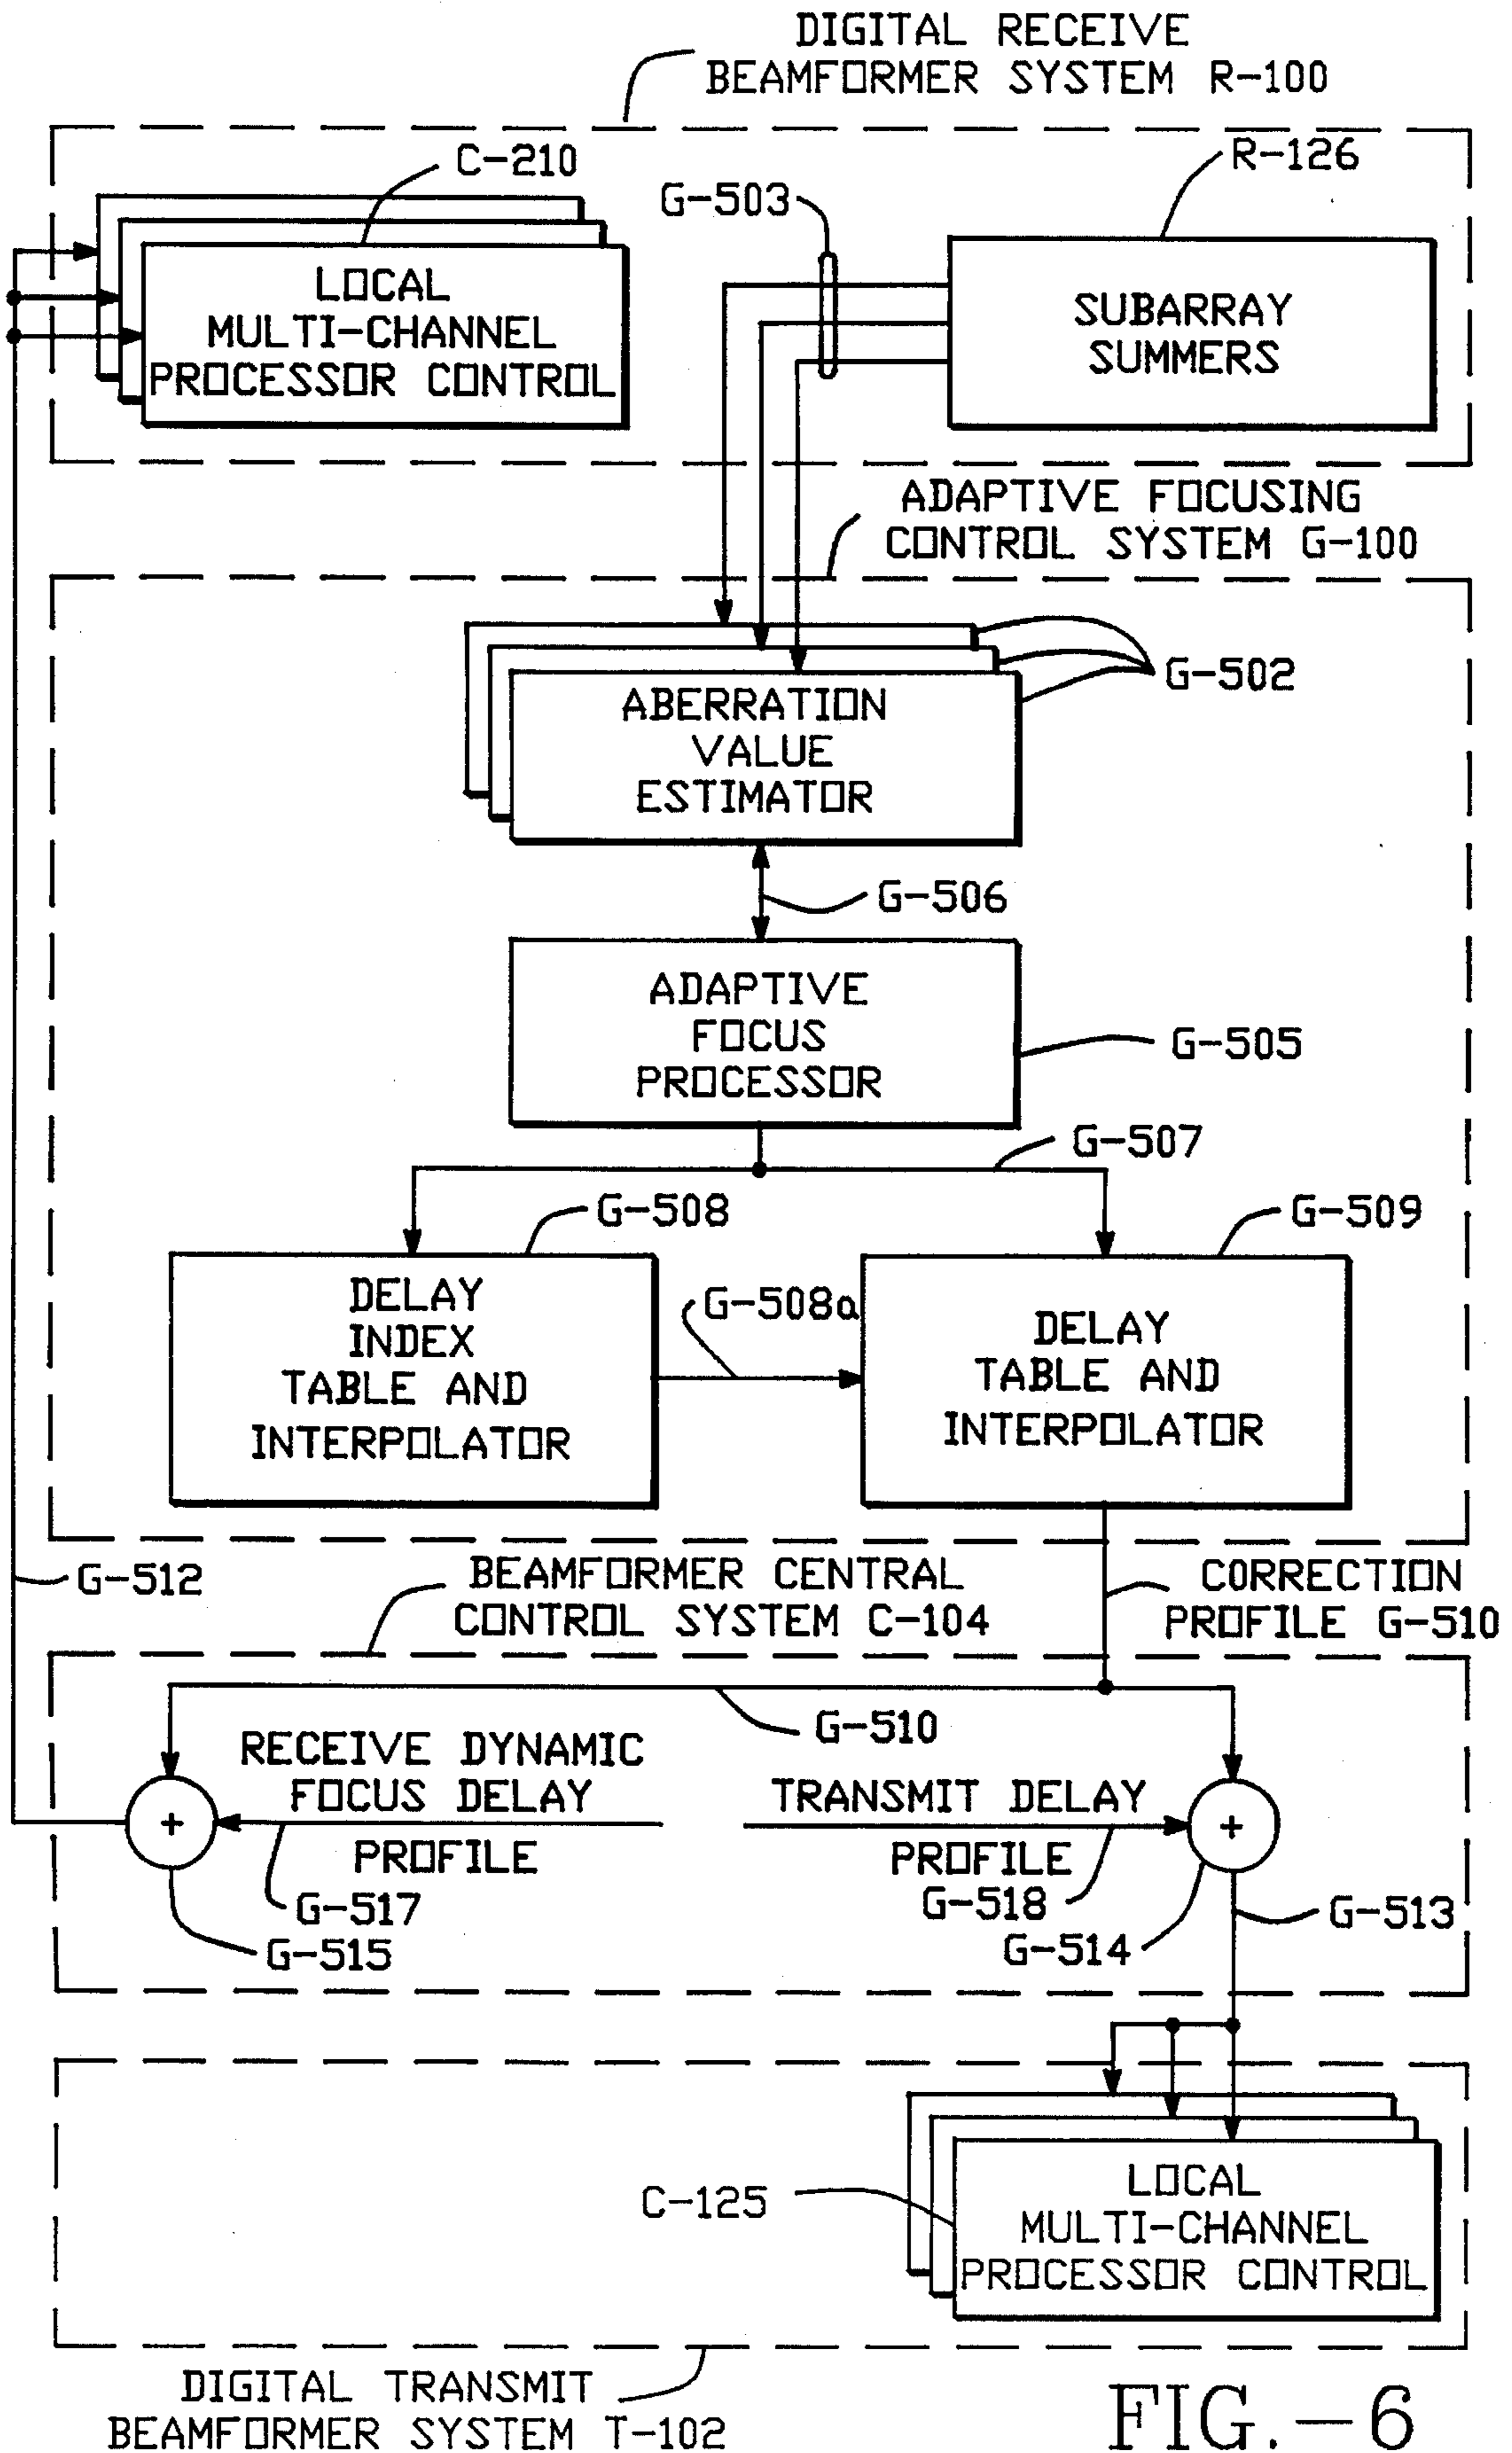 DIGITAL RECEIVE
BEAMFORMER SYSTEM R-100
C-210
G-503
R-126
LOCAL
MULTI-CHANNEL
PROCESSOR CONTROL
SUBARRAY
SUMMERS
ADAPTIVE FOCUSING
CONTROL SYSTEM G-100
G-502
ABERRATION
VALUE
ESTIMATOR
G-506
ADAPTIVE
FOCUS
PROCESSOR
G-505
G-507
G-508
G-509
DELAY
INDEX
TABLE AND
INTERPOLATOR
G-508a
DELAY
TABLE AND
INTERPOLATOR
G-512
BEAMFORMER CENTRAL
CONTROL SYSTEM C-104
CORRECTION
PROFILE G-510
G-510
RECEIVE DYNAMIC
FOCUS DELAY
PROFILE
TRANSMIT DELAY
PROFILE
+
+
G-517
G-518
G-513
G-515
G-514
C-125
LOCAL
MULTI-CHANNEL
PROCESSOR CONTROL
DIGITAL TRANSMIT
BEAMFORMER SYSTEM T-102
FIG.-6